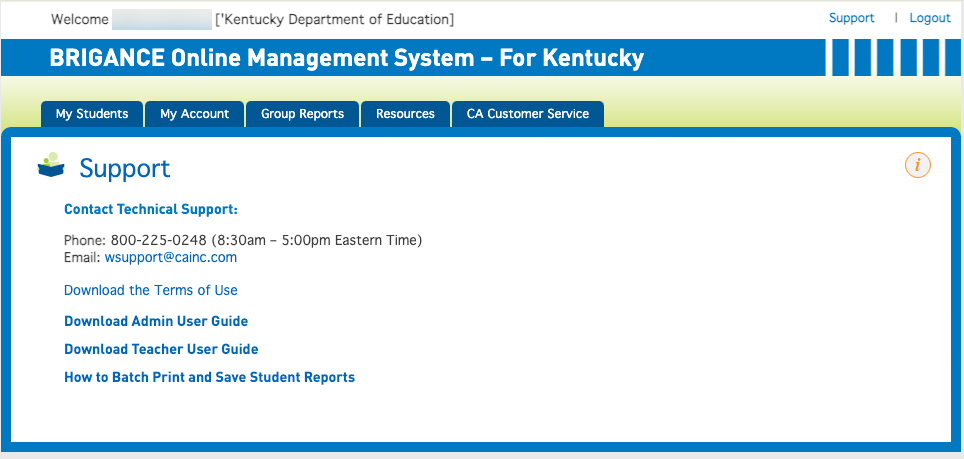 Welcome ['Kentucky Department of Education]
Support | Logout
BRIGANCE Online Management System – For Kentucky
My Students My Account Group Reports Resources CA Customer Service
Support
i
Contact Technical Support:
Phone: 800-225-0248 (8:30am – 5:00pm Eastern Time)
Email: wsupport@cainc.com
Download the Terms of Use
Download Admin User Guide
Download Teacher User Guide
How to Batch Print and Save Student Reports